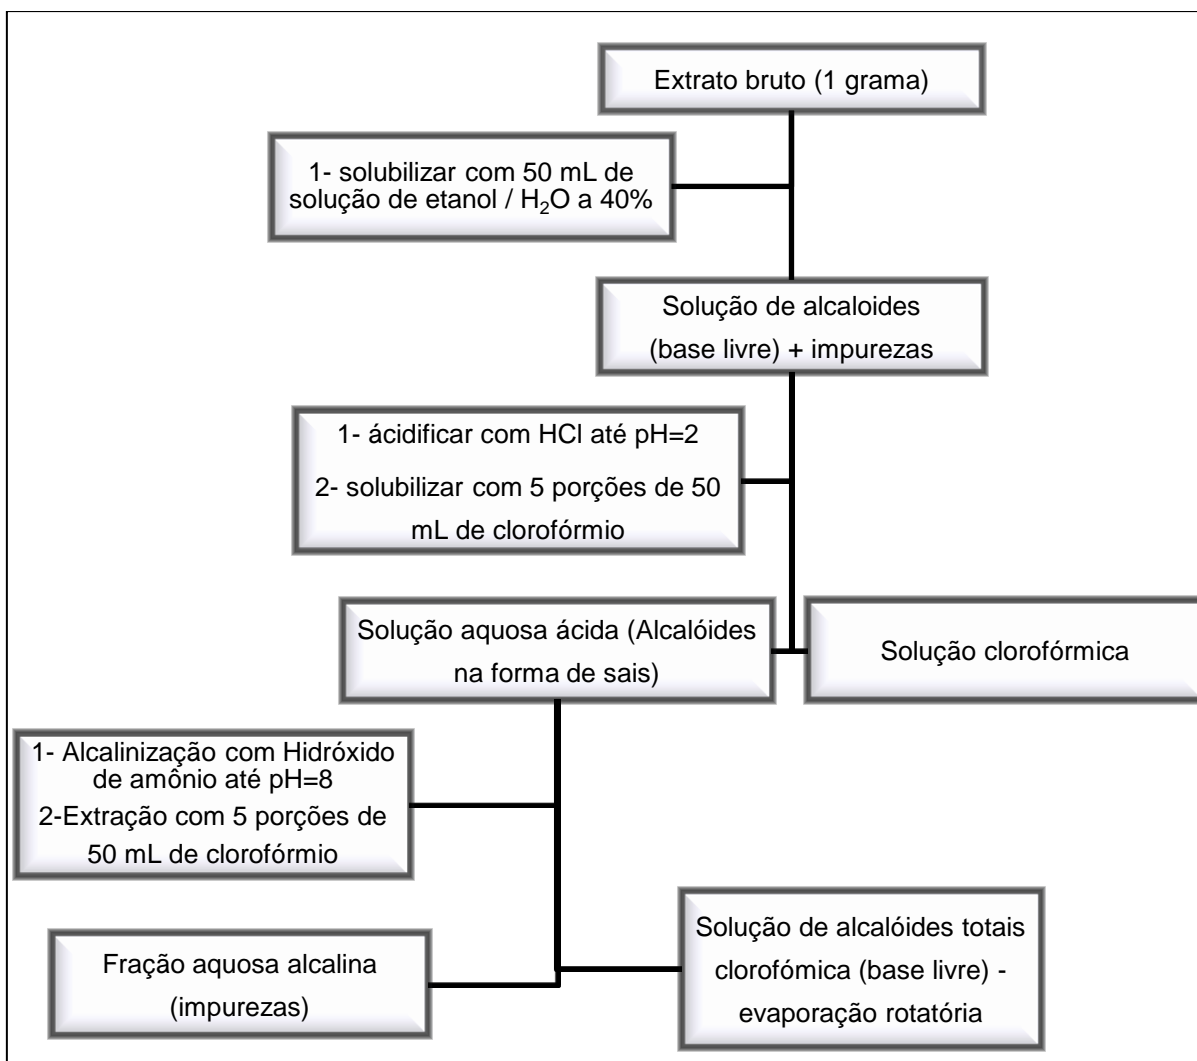 Extrato bruto (1 grama)
1- solubilizar com 50 mL de
solução de etanol / H₂O a 40%
Solução de alcaloides
(base livre) + impurezas
1- ácidificar com HCl até pH=2
2- solubilizar com 5 porções de 50
mL de clorofórmio
Solução aquosa ácida (Alcalóides
na forma de sais)
Solução clorofórmica
1- Alcalinização com Hidróxido
de amônio até pH=8
2-Extração com 5 porções de
50 mL de clorofórmio
Fração aquosa alcalina
(impurezas)
Solução de alcalóides totais
clorofómica (base livre) -
evaporação rotatória